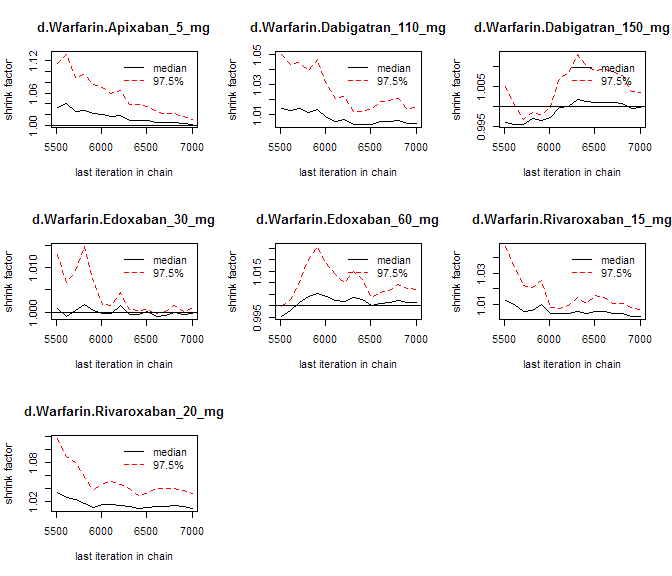 d.Warfarin.Apixaban_5_mg
shrink factor
1.00 1.06 1.12
median
97.5%
5500 6000 6500 7000
last iteration in chain
d.Warfarin.Dabigatran_110_mg
shrink factor
1.01 1.03 1.05
median
97.5%
5500 6000 6500 7000
last iteration in chain
d.Warfarin.Dabigatran_150_mg
shrink factor
0.995 1.005
median
97.5%
5500 6000 6500 7000
last iteration in chain
d.Warfarin.Edoxaban_30_mg
shrink factor
1.000 1.010
median
97.5%
5500 6000 6500 7000
last iteration in chain
d.Warfarin.Edoxaban_60_mg
shrink factor
0.995 1.015
median
97.5%
5500 6000 6500 7000
last iteration in chain
d.Warfarin.Rivaroxaban_15_mg
shrink factor
1.01 1.03
median
97.5%
5500 6000 6500 7000
last iteration in chain
d.Warfarin.Rivaroxaban_20_mg
shrink factor
1.02 1.08
median
97.5%
5500 6000 6500 7000
last iteration in chain